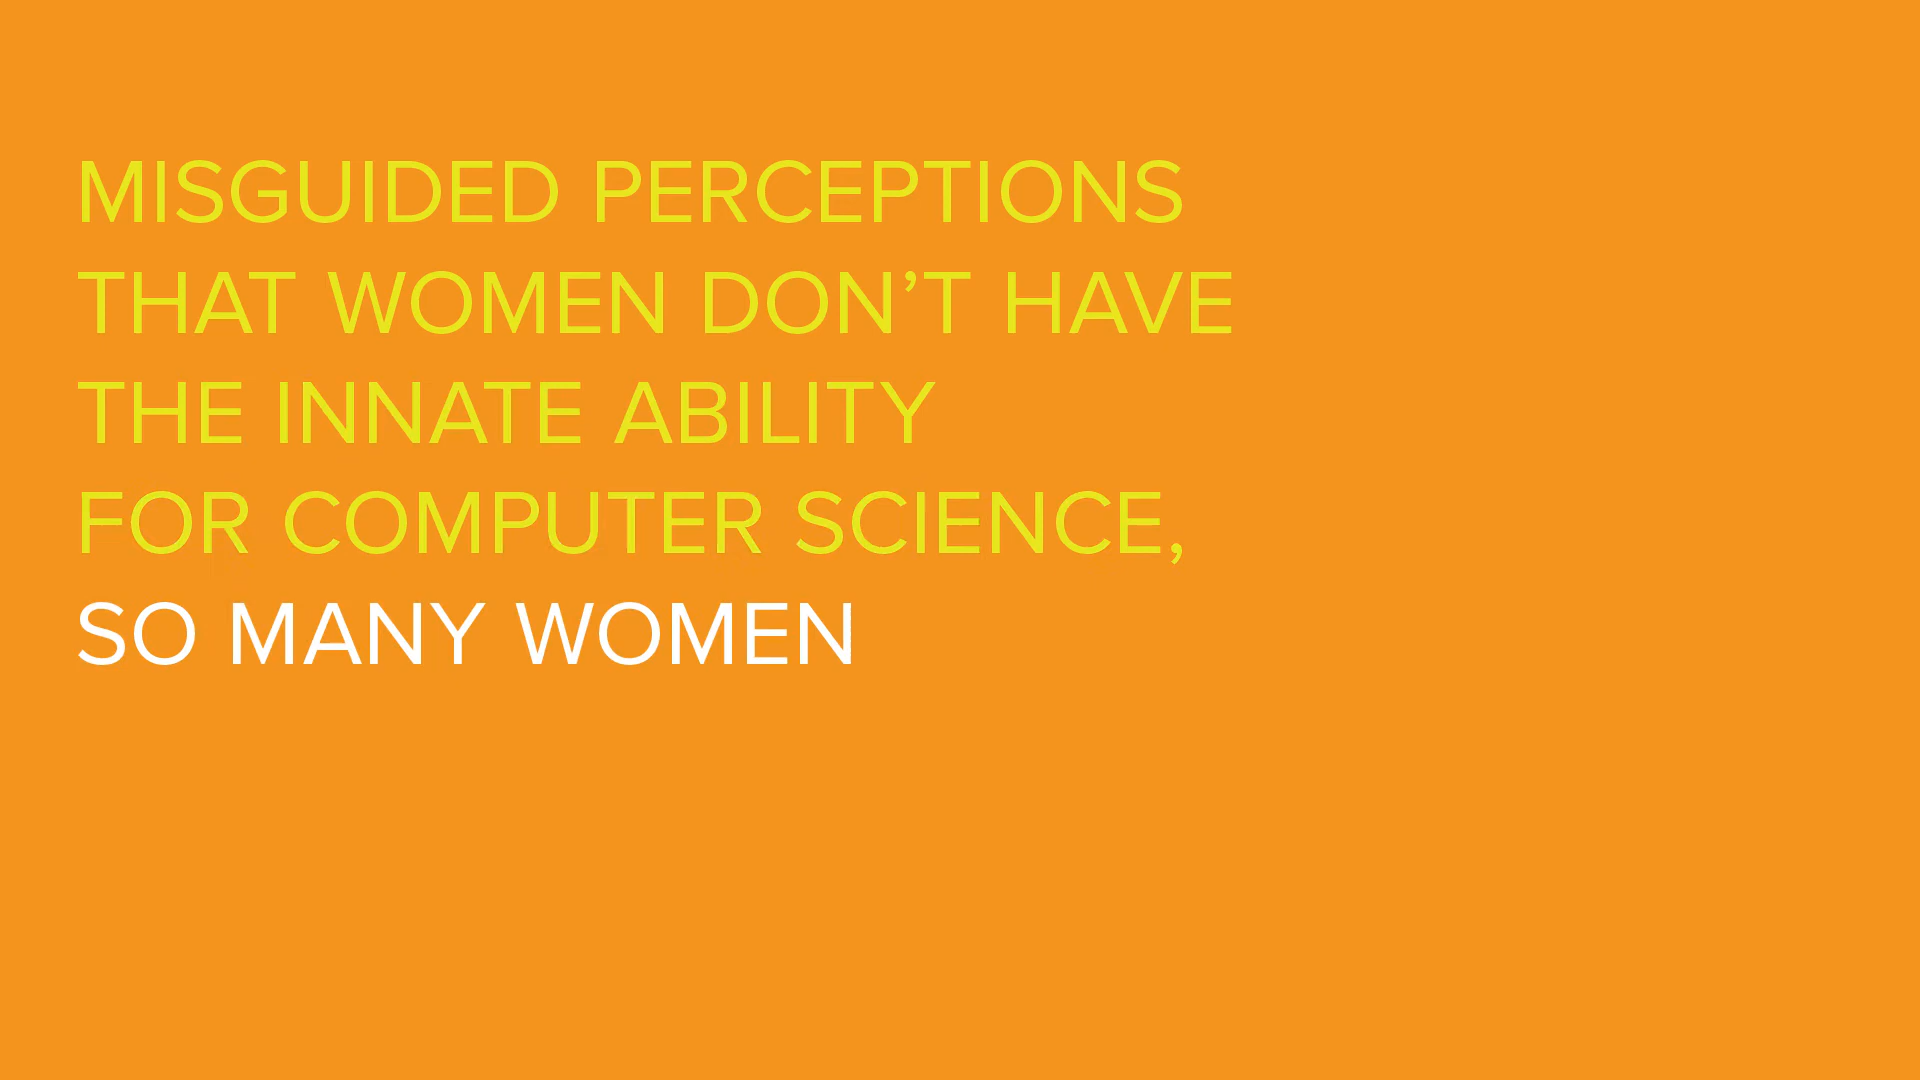 MISGUIDED PERCEPTIONS
THAT WOMEN DON’T HAVE
THE INNATE ABILITY
FOR COMPUTER SCIENCE,
SO MANY WOMEN